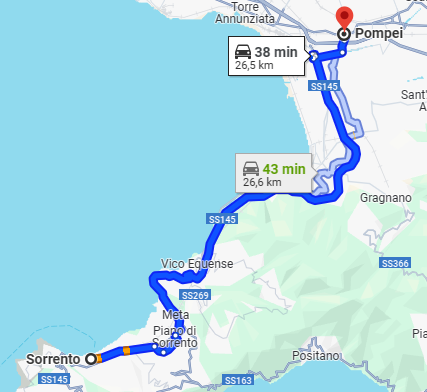 Torre
Annunziata
Pompei
38 min
26,5 km
SS145
Sant'
A
43 min
26,6 km
Gragnano
SS145
Vico Equense
SS366
SS269
Meta
Piano di
Sorrento
Sorrento
SS145
Positano
SS163
Pia